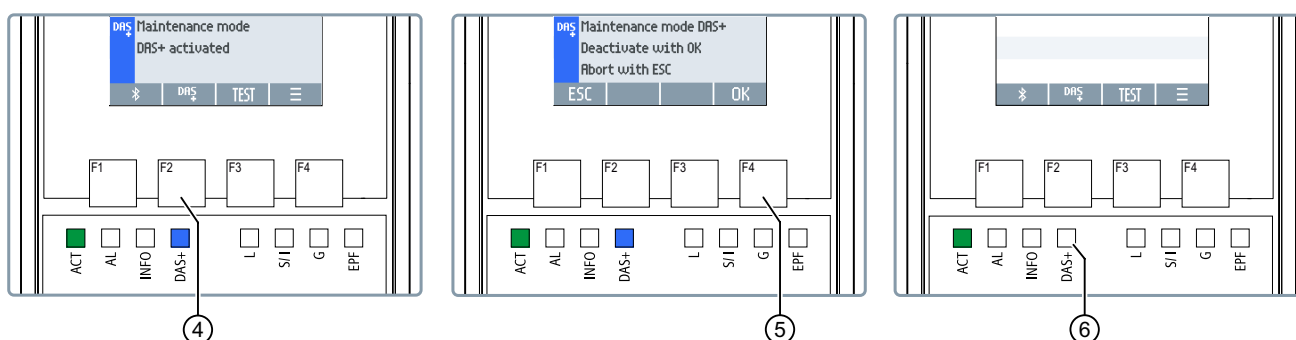 DAS+ Maintenance mode
DAS+ activated
DAS+ TEST
F1 F2 F3 F4
ACT AL INFO DAS+ L S/I G EPF
4
DAS+ Maintenance mode DAS+
Deactivate with OK
Abort with ESC
ESC OK
F1 F2 F3 F4
ACT AL INFO DAS+ L S/I G EPF
5
DAS+ TEST
F1 F2 F3 F4
ACT AL INFO DAS+ L S/I G EPF
6